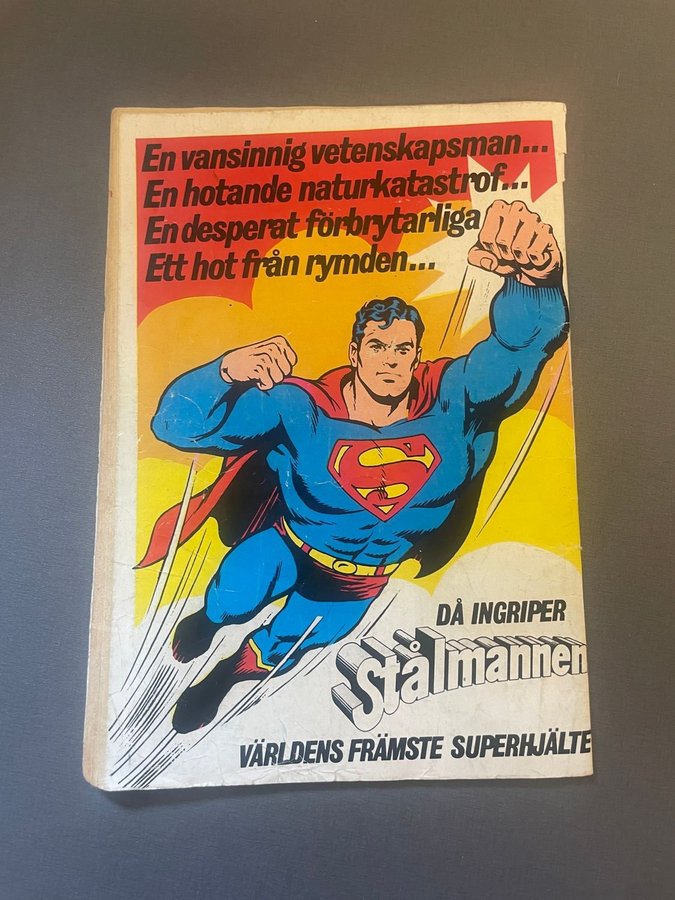 En vansinnig vetenskapsman...
En hotande naturkatastrof...
En desperat förbrytarliga
Ett hot från rymden...
S
DÅ INGRIPER
Stålmannen
VÄRLDENS FRÄMSTE SUPERHJÄLTE